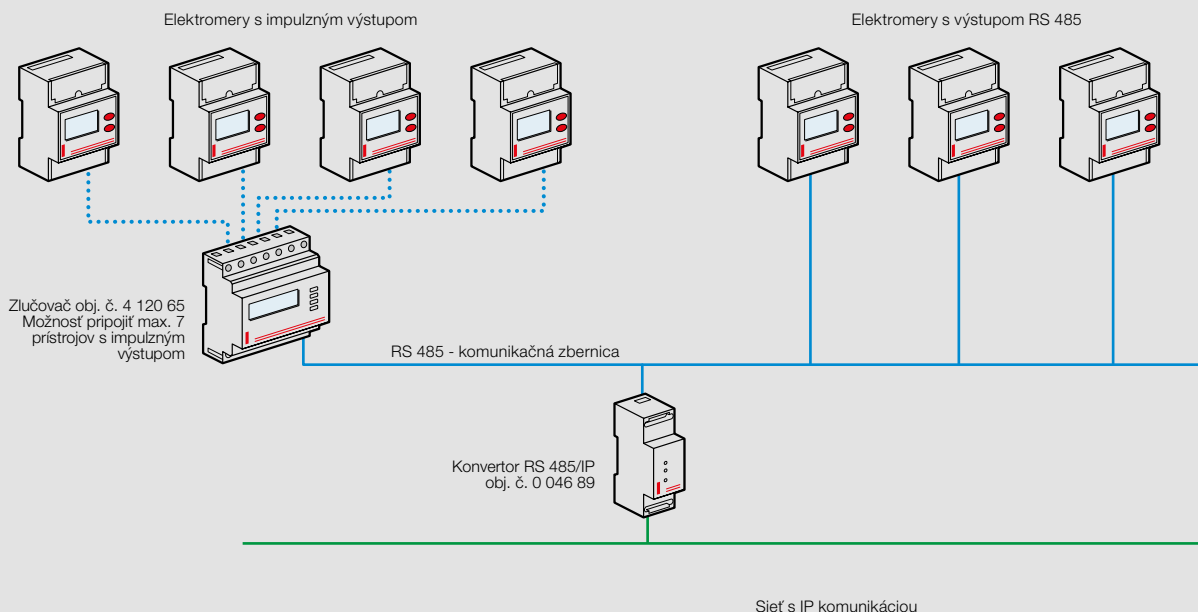 Elektromery s impulzným výstupom
Elektromery s výstupom RS 485
Zlučovač obj. č. 4 120 65
Možnosť pripojiť max. 7
prístrojov s impulzným
výstupom
RS 485 - komunikačná zbernica
Konvertor RS 485/IP
obj. č. 0 046 89
Sieť s IP komunikáciou